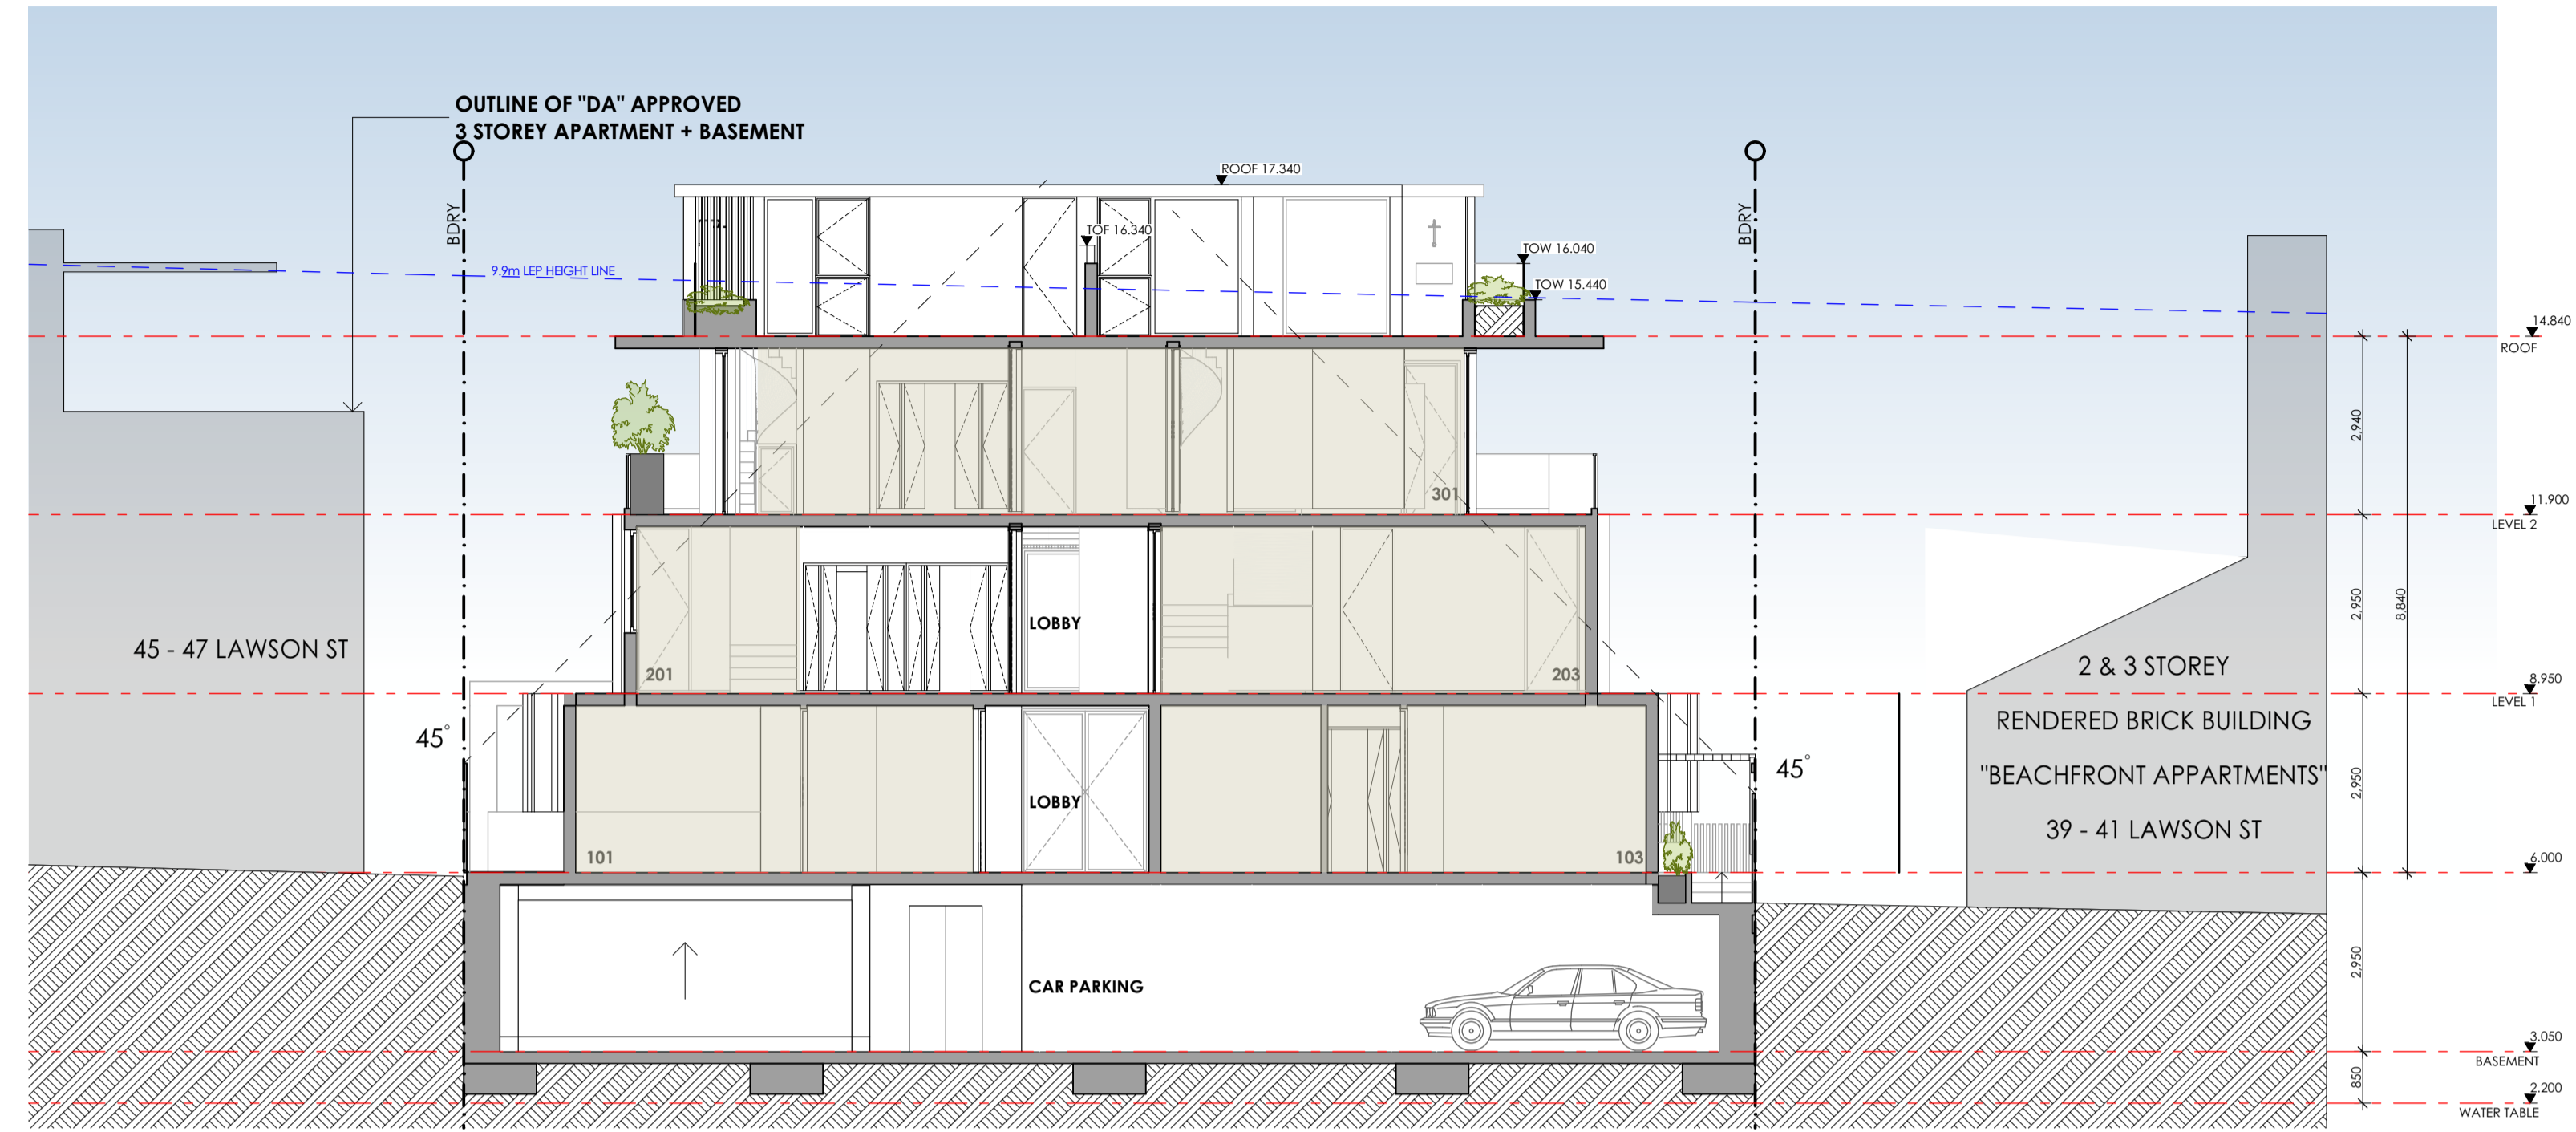 OUTLINE OF "DA" APPROVED
3 STOREY APARTMENT + BASEMENT
BDRY
BDRY
ROOF 17.340
TOF 16.340
TOW 16.040
TOW 15.440
9.9m LEP HEIGHT LINE
14.840
ROOF
2,940
301
11.900
LEVEL 2
2,950
8,840
LOBBY
45 - 47 LAWSON ST
201
203
2 & 3 STOREY
RENDERED BRICK BUILDING
"BEACHFRONT APPARTMENTS"
39 - 41 LAWSON ST
8.950
LEVEL 1
45°
45°
2,950
LOBBY
101
103
6.000
2,950
CAR PARKING
3.050
BASEMENT
850
2.200
WATER TABLE